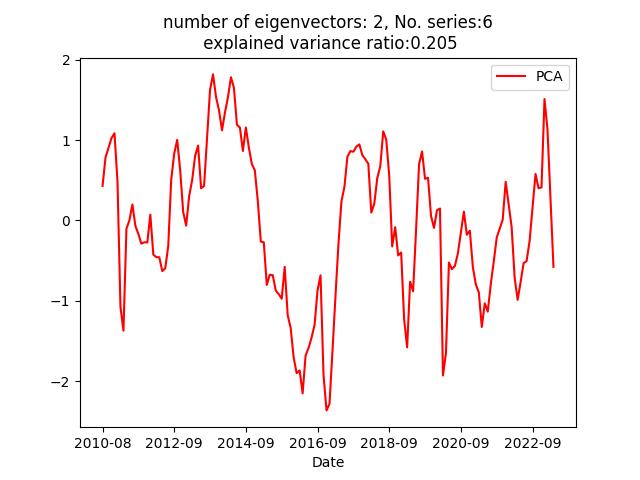 number of eigenvectors: 2, No. series:6
explained variance ratio:0.205
PCA
2
1
0
−1
−2
2010-08 2012-09 2014-09 2016-09 2018-09 2020-09 2022-09
Date